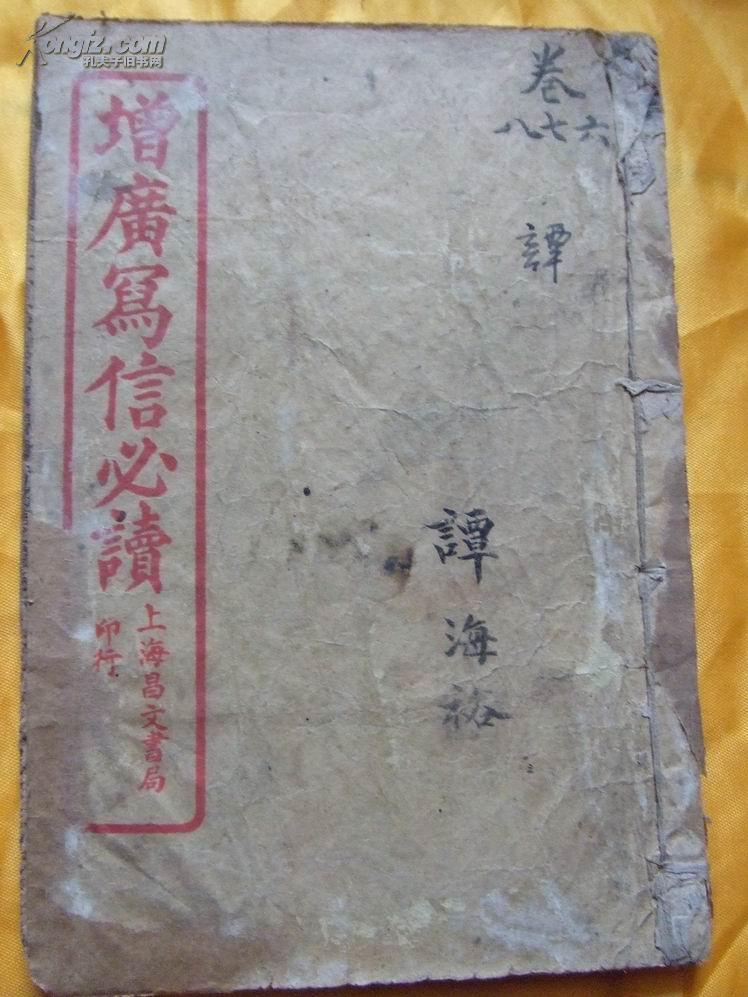 卷
六七八
譚
譚海裕
增廣寫信必讀
上海昌文書局
印行
Kongfz.com
孔夫子旧书网